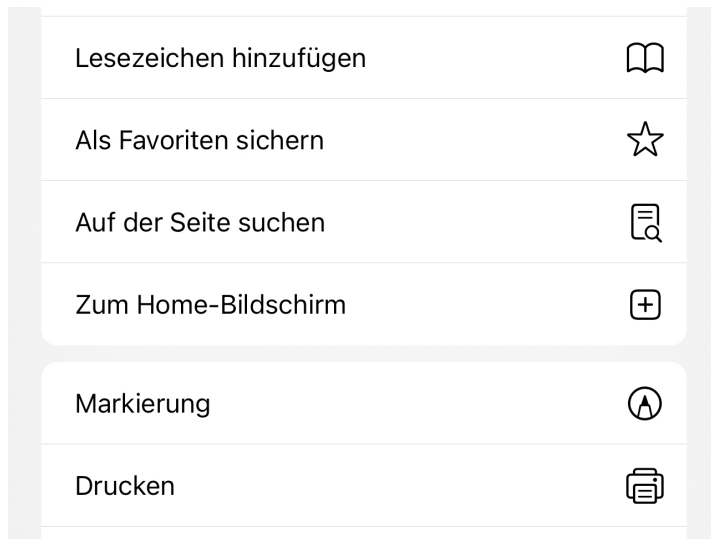 Lesezeichen hinzufügen
Als Favoriten sichern
Auf der Seite suchen
Zum Home-Bildschirm
Markierung
Drucken